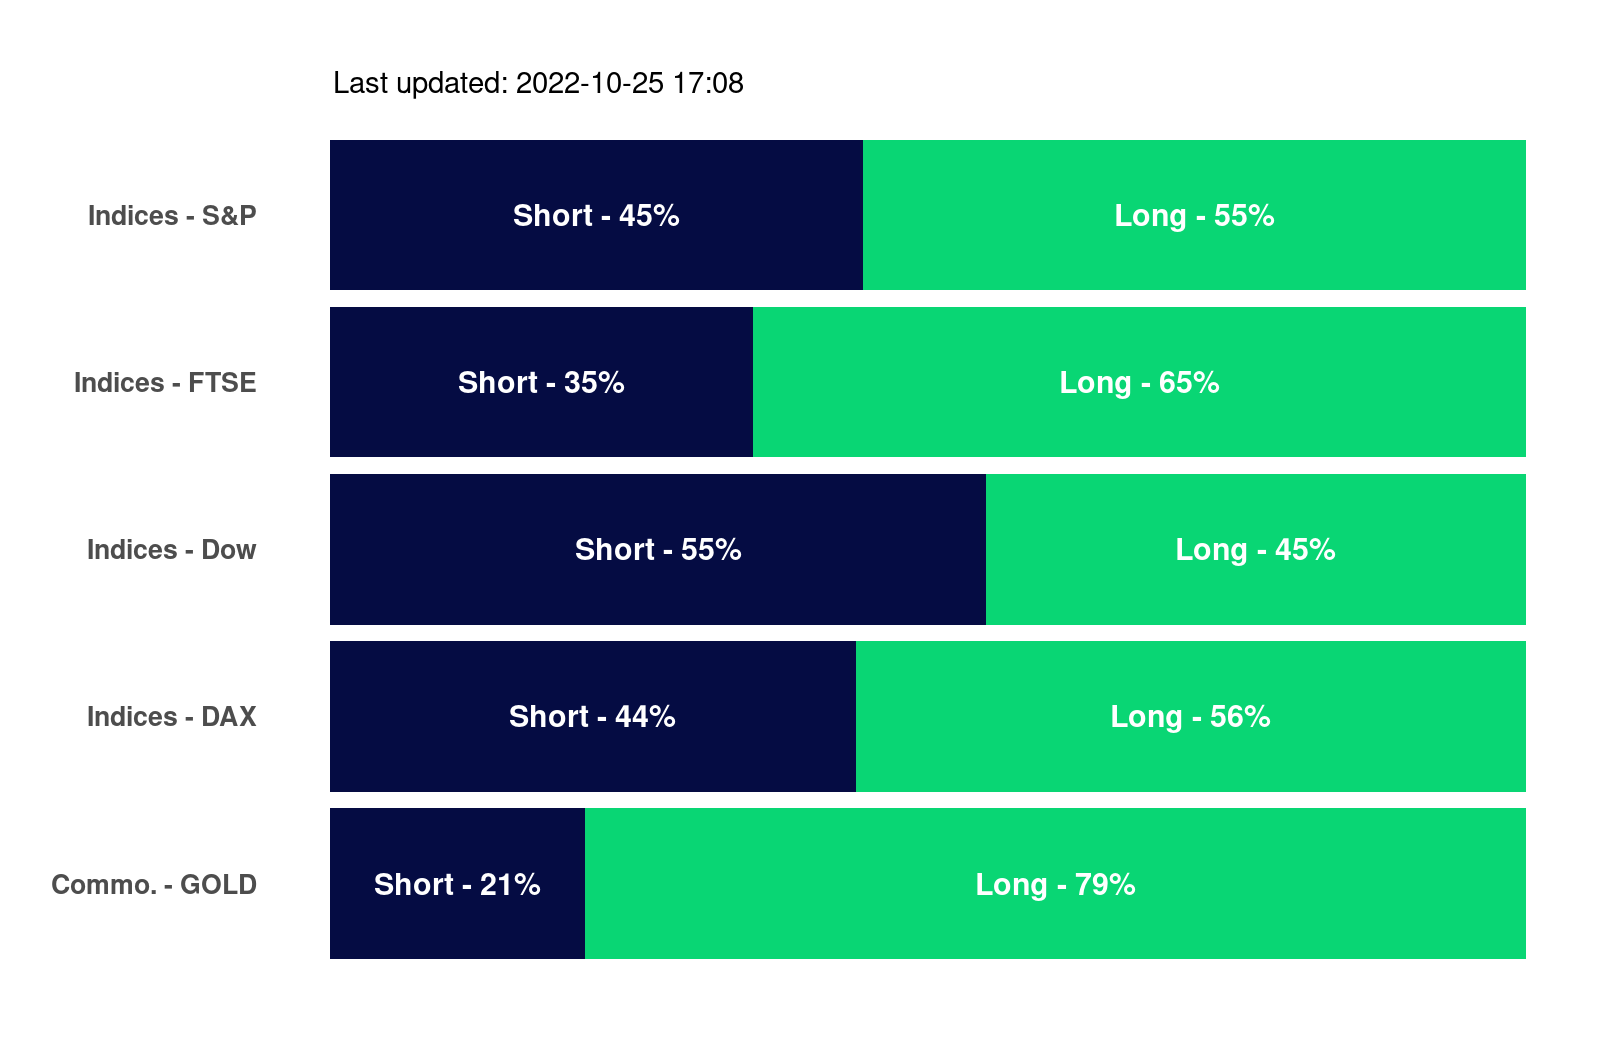 Last updated: 2022-10-25 17:08
Indices - S&P Short - 45% Long - 55%
Indices - FTSE Short - 35% Long - 65%
Indices - Dow Short - 55% Long - 45%
Indices - DAX Short - 44% Long - 56%
Commo. - GOLD Short - 21% Long - 79%